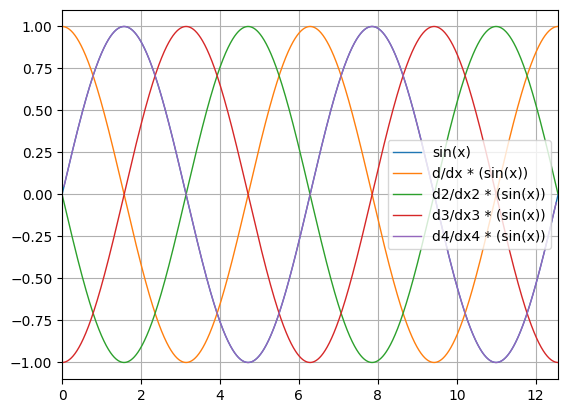 1.00
0.75
0.50
0.25
0.00
−0.25
−0.50
−0.75
−1.00
sin(x)
d/dx * (sin(x))
d2/dx2 * (sin(x))
d3/dx3 * (sin(x))
d4/dx4 * (sin(x))
0 2 4 6 8 10 12